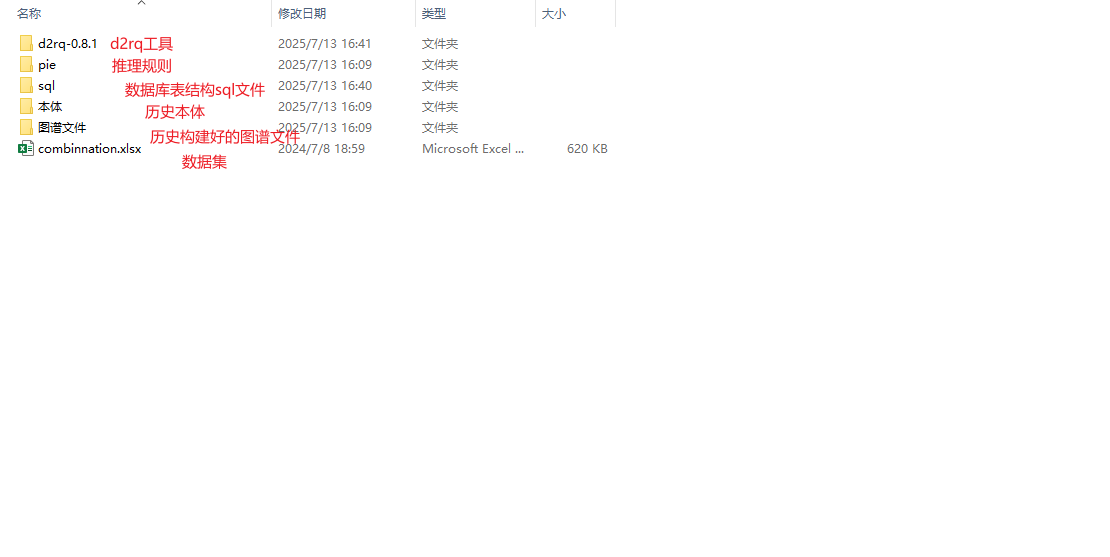 名称 修改日期 类型 大小
d2rq-0.8.1 d2rq工具 2025/7/13 16:41 文件夹
pie 推理规则 2025/7/13 16:09 文件夹
sql 数据库表结构sql文件 2025/7/13 16:40 文件夹
本体 历史本体 2025/7/13 16:09 文件夹
图谱文件 历史构建好的图谱文件 2025/7/13 16:09 文件夹
combinnation.xlsx 数据集 2024/7/8 18:59 Microsoft Excel ... 620 KB